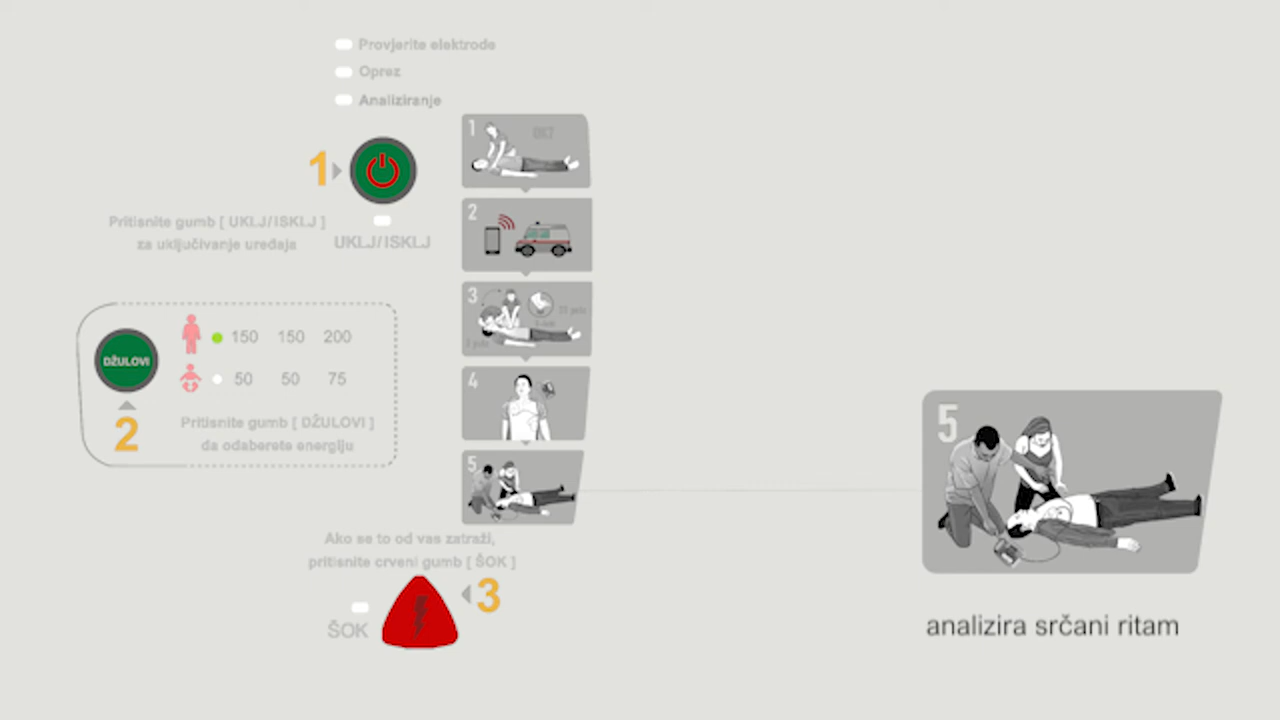 Provjerite elektrode
Oprez
Analiziranje
1
1
Pritisnite gumb [ UKLJ/ISKLJ ]
za uključivanje uređaja
UKLJ/ISKLJ
2
3
DŽULOVI
150 150 200
50 50 75
2
Pritisnite gumb [ DŽULOVI ]
da odaberete energiju
4
5
5
Ako se to od vas zatraži,
pritisnite crveni gumb [ ŠOK ]
3
ŠOK
analizira srčani ritam